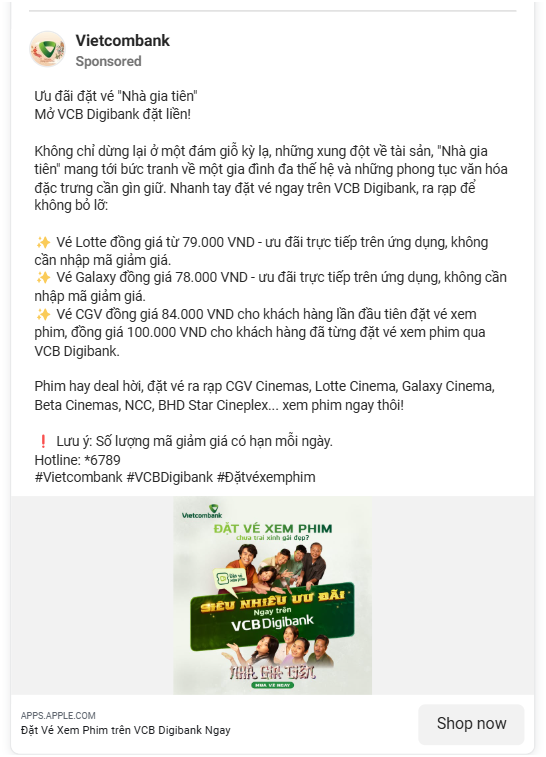 Vietcombank
Sponsored
Ưu đãi đặt vé "Nhà gia tiên"
Mở VCB Digibank đặt liền!
Không chỉ dừng lại ở một đám giỗ kỳ lạ, những xung đột về tài sản, "Nhà gia
tiên" mang tới bức tranh về một gia đình đa thế hệ và những phong tục văn hóa
đặc trưng cần gìn giữ. Nhanh tay đặt vé ngay trên VCB Digibank, ra rạp để
không bỏ lỡ:
✨ Vé Lotte đồng giá từ 79.000 VND - ưu đãi trực tiếp trên ứng dụng, không
cần nhập mã giảm giá.
✨ Vé Galaxy đồng giá 78.000 VND - ưu đãi trực tiếp trên ứng dụng, không cần
nhập mã giảm giá.
✨ Vé CGV đồng giá 84.000 VND cho khách hàng lần đầu tiên đặt vé xem
phim, đồng giá 100.000 VND cho khách hàng đã từng đặt vé xem phim qua
VCB Digibank.
Phim hay deal hời, đặt vé ra rạp CGV Cinemas, Lotte Cinema, Galaxy Cinema,
Beta Cinemas, NCC, BHD Star Cineplex... xem phim ngay thôi!
❗ Lưu ý: Số lượng mã giảm giá có hạn mỗi ngày.
Hotline: *6789
#Vietcombank #VCBDigibank #Đặtvéxemphim
Vietcombank
ĐẶT VÉ XEM PHIM
chưa trai xinh gái đẹp?
Đặt vé xem phim
SIÊU NHIỀU ƯU ĐÃI
Ngay trên
VCB Digibank
NHÀ GIA TIÊN
MUA VÉ NGAY
APPS.APPLE.COM
Đặt Vé Xem Phim trên VCB Digibank Ngay
Shop now